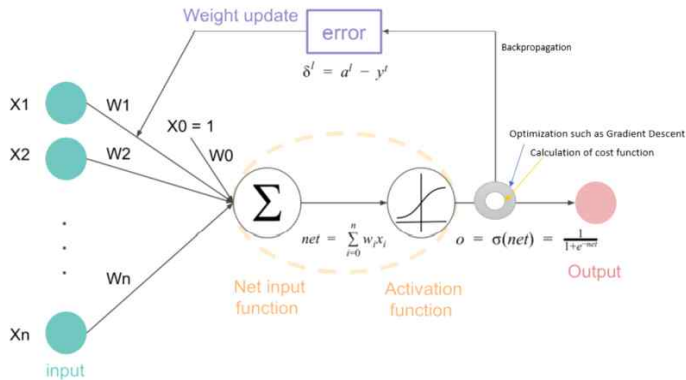 Weight update
error
Backpropagation
δˡ = aˡ − yᵗ
X1
W1
X0 = 1
X2
W2
W0
Optimization such as Gradient Descent
Calculation of cost function
Σ
net = Σⁿᵢ₌₀ wᵢxᵢ
o = σ(net) = 1/(1+e⁻ⁿᵉᵗ)
Wn
Net input
function
Activation
function
Output
Xn
input